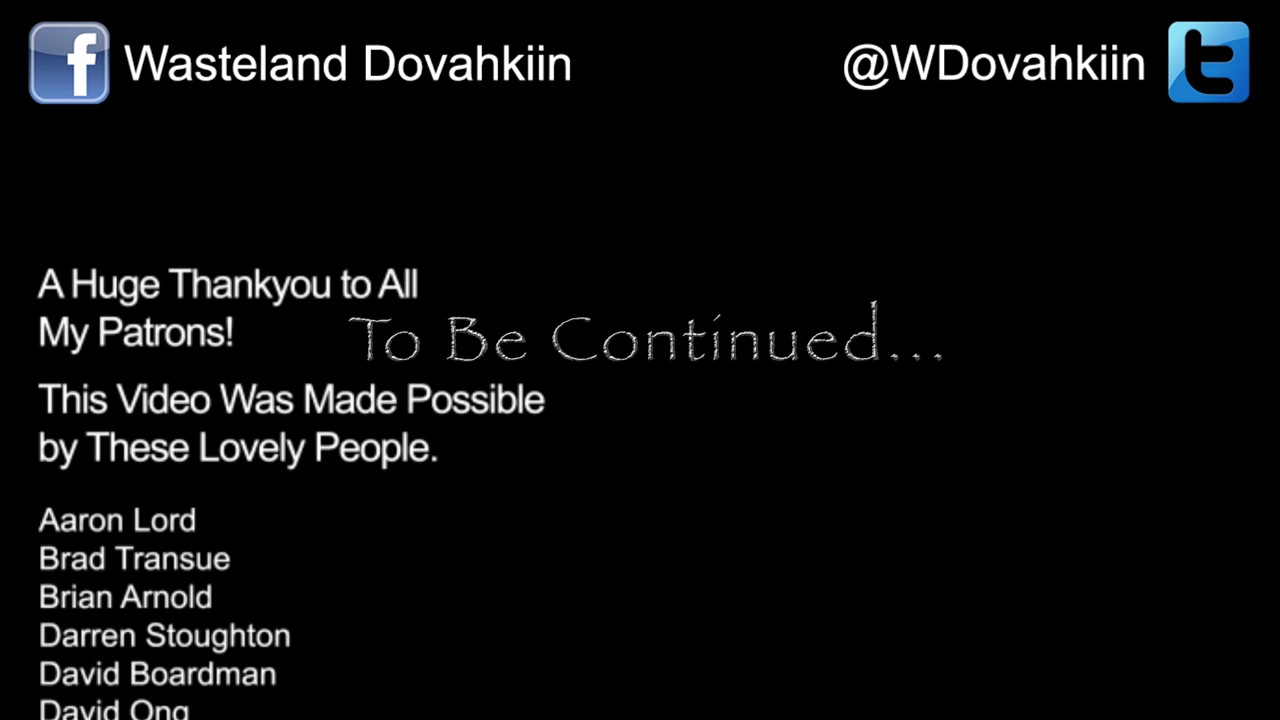 Wasteland Dovahkiin
@WDovahkiin
A Huge Thankyou to All
My Patrons!
To Be Continued...
This Video Was Made Possible
by These Lovely People.
Aaron Lord
Brad Transue
Brian Arnold
Darren Stoughton
David Boardman
David Ong